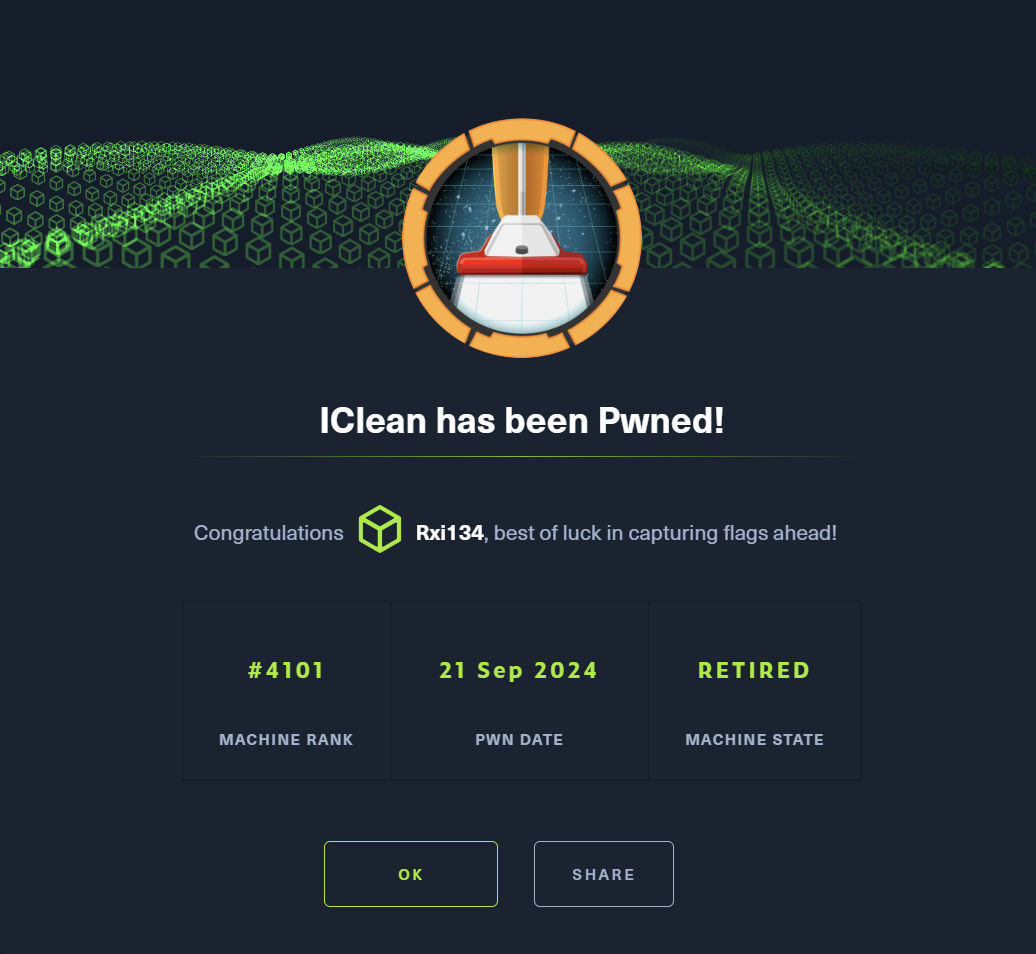 IClean has been Pwned!
Congratulations Rxi134, best of luck in capturing flags ahead!
#4101 21 Sep 2024 RETIRED
MACHINE RANK PWN DATE MACHINE STATE
OK SHARE